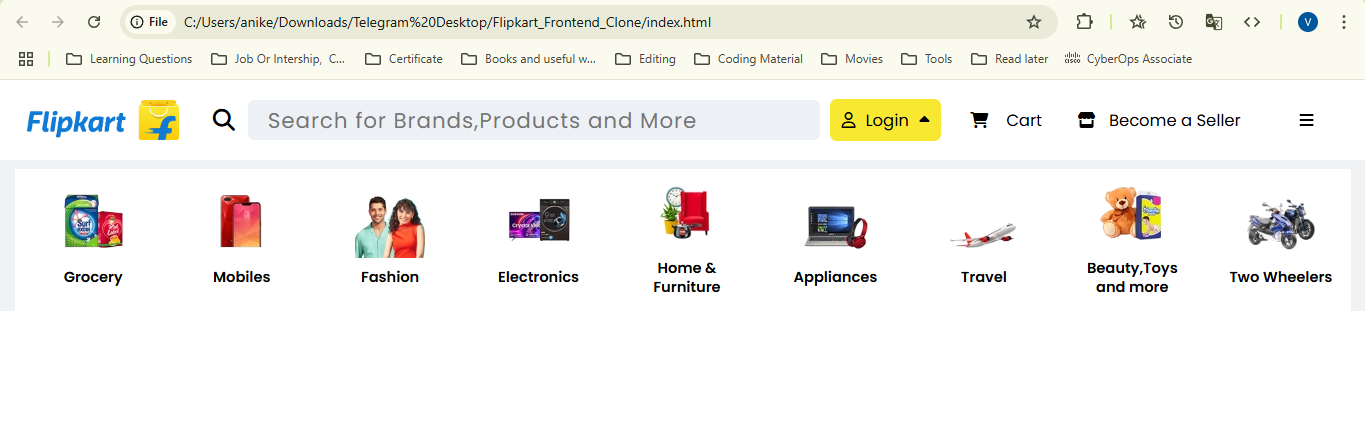 File C:/Users/anike/Downloads/Telegram%20Desktop/Flipkart_Frontend_Clone/index.html V
Learning Questions Job Or Intership, C... Certificate Books and useful w... Editing Coding Material Movies Tools Read later CyberOps Associate
Flipkart f Search for Brands,Products and More Login Cart Become a Seller
Grocery Mobiles Fashion Electronics Home & Furniture Appliances Travel Beauty,Toys and more Two Wheelers